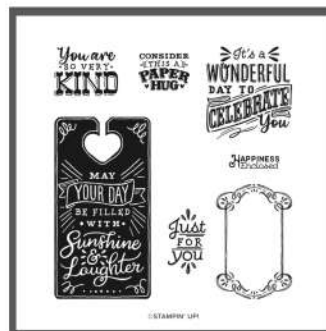 You are
SO VERY
KIND
CONSIDER
THIS A
PAPER
HUG
It's a
WONDERFUL
DAY TO
CELEBRATE
You
HAPPINESS
Enclosed
MAY
YOUR DAY
BE FILLED
WITH
Sunshine
&
Laughter
Just
FOR
you
©STAMPIN' UP!